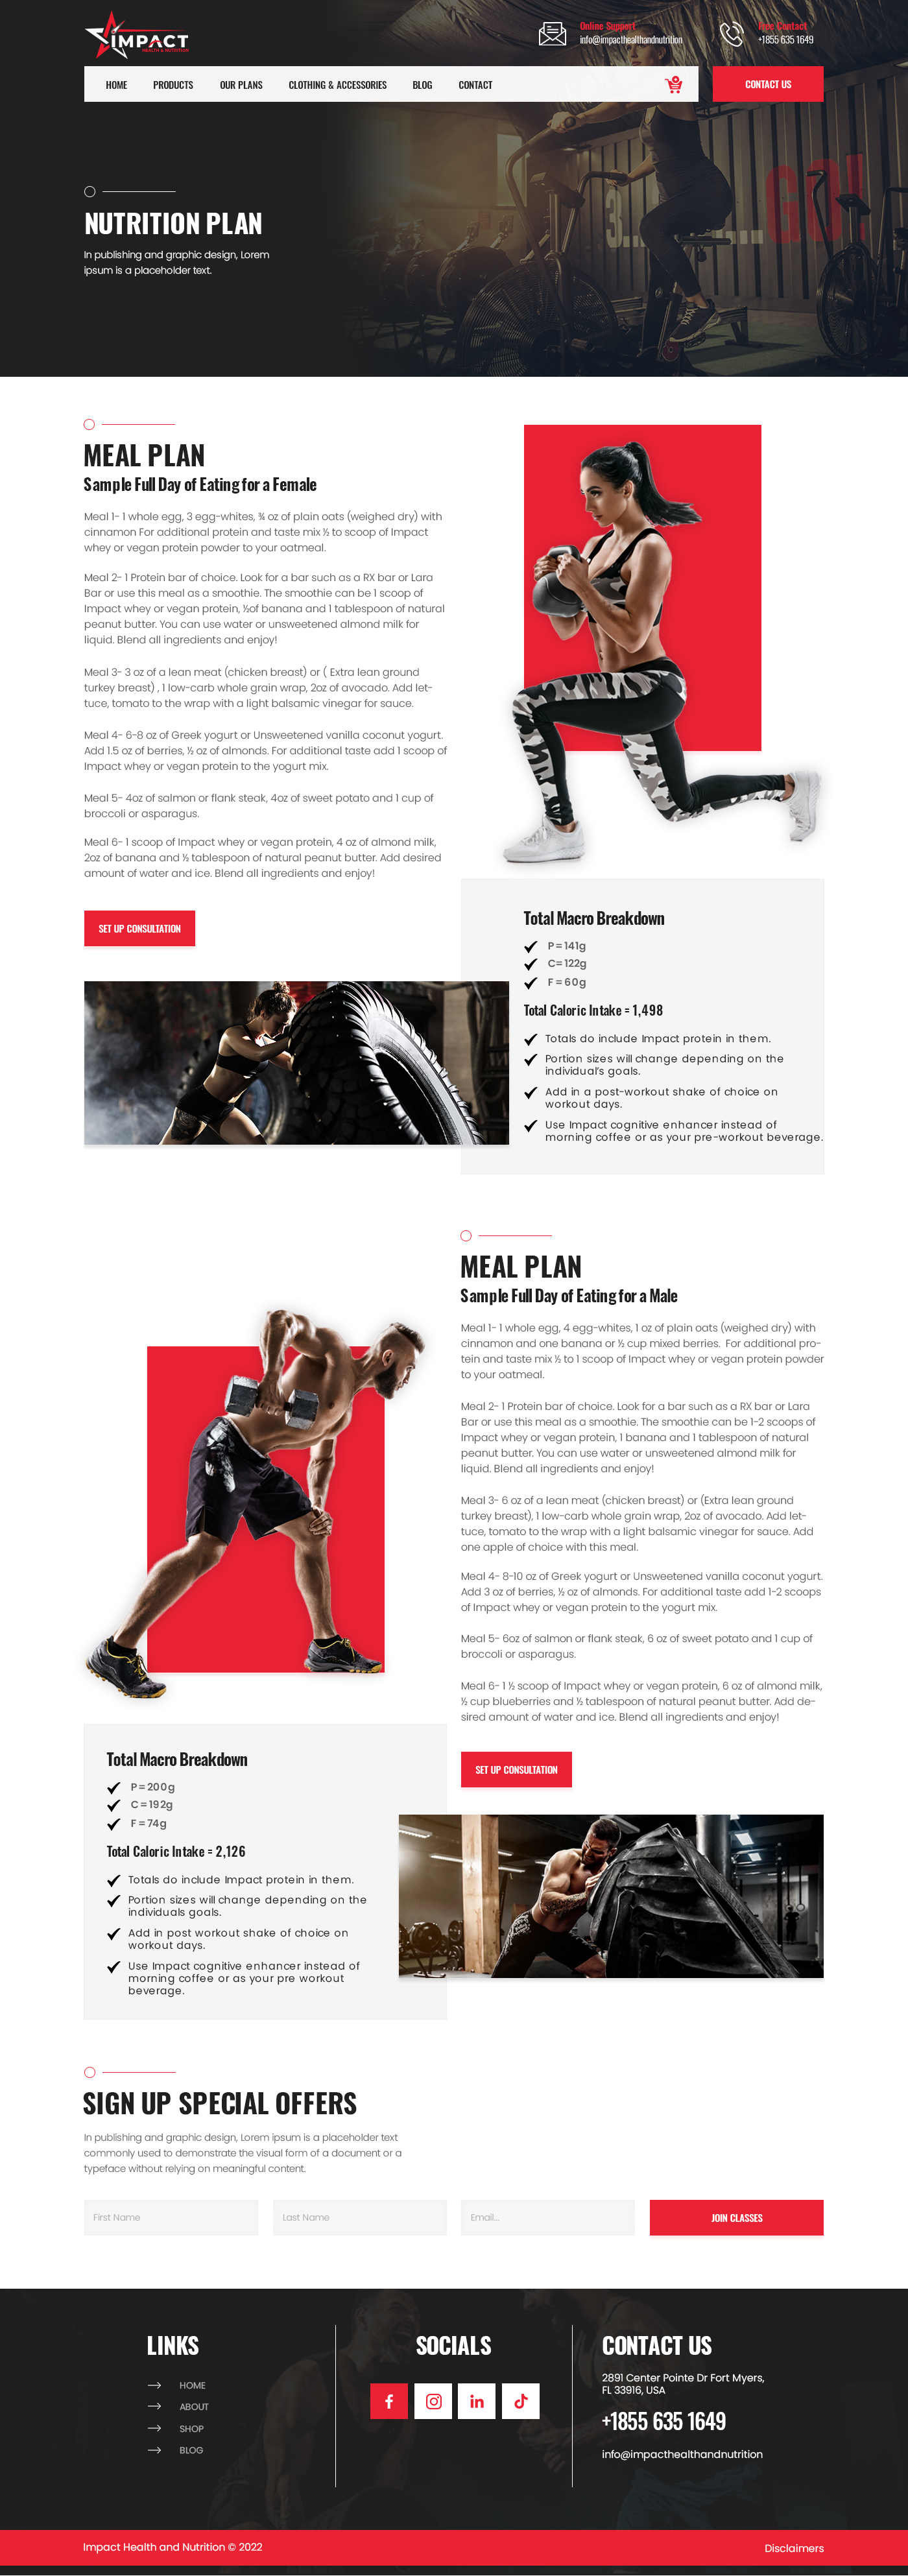 IMPACT
HEALTH & NUTRITION
Online Support
info@impacthealthandnutrition
Free Contact
+1855 635 1649
HOME
PRODUCTS
OUR PLANS
CLOTHING & ACCESSORIES
BLOG
CONTACT
CONTACT US
3...
GO!
NUTRITION PLAN
In publishing and graphic design, Lorem
ipsum is a placeholder text.
MEAL PLAN
Sample Full Day of Eating for a Female
Meal 1- 1 whole egg, 3 egg-whites, ¾ oz of plain oats (weighed dry) with
cinnamon For additional protein and taste mix ½ to scoop of Impact
whey or vegan protein powder to your oatmeal.
Meal 2- 1 Protein bar of choice. Look for a bar such as a RX bar or Lara
Bar or use this meal as a smoothie. The smoothie can be 1 scoop of
Impact whey or vegan protein, ½of banana and 1 tablespoon of natural
peanut butter. You can use water or unsweetened almond milk for
liquid. Blend all ingredients and enjoy!
Meal 3- 3 oz of a lean meat (chicken breast) or ( Extra lean ground
turkey breast) , 1 low-carb whole grain wrap, 2oz of avocado. Add let-
tuce, tomato to the wrap with a light balsamic vinegar for sauce.
Meal 4- 6-8 oz of Greek yogurt or Unsweetened vanilla coconut yogurt.
Add 1.5 oz of berries, ½ oz of almonds. For additional taste add 1 scoop of
Impact whey or vegan protein to the yogurt mix.
Meal 5- 4oz of salmon or flank steak, 4oz of sweet potato and 1 cup of
broccoli or asparagus.
Meal 6- 1 scoop of Impact whey or vegan protein, 4 oz of almond milk,
2oz of banana and ½ tablespoon of natural peanut butter. Add desired
amount of water and ice. Blend all ingredients and enjoy!
SET UP CONSULTATION
Total Macro Breakdown
P = 141g
C= 122g
F = 60g
Total Caloric Intake = 1,498
Totals do include Impact protein in them.
Portion sizes will change depending on the
individual's goals.
Add in a post-workout shake of choice on
workout days.
Use Impact cognitive enhancer instead of
morning coffee or as your pre-workout beverage.
MEAL PLAN
Sample Full Day of Eating for a Male
Meal 1- 1 whole egg, 4 egg-whites, 1 oz of plain oats (weighed dry) with
cinnamon and one banana or ½ cup mixed berries.  For additional pro-
tein and taste mix ½ to 1 scoop of Impact whey or vegan protein powder
to your oatmeal.
Meal 2- 1 Protein bar of choice. Look for a bar such as a RX bar or Lara
Bar or use this meal as a smoothie. The smoothie can be 1-2 scoops of
Impact whey or vegan protein, 1 banana and 1 tablespoon of natural
peanut butter. You can use water or unsweetened almond milk for
liquid. Blend all ingredients and enjoy!
Meal 3- 6 oz of a lean meat (chicken breast) or (Extra lean ground
turkey breast), 1 low-carb whole grain wrap, 2oz of avocado. Add let-
tuce, tomato to the wrap with a light balsamic vinegar for sauce. Add
one apple of choice with this meal.
Meal 4- 8-10 oz of Greek yogurt or Unsweetened vanilla coconut yogurt.
Add 3 oz of berries, ½ oz of almonds. For additional taste add 1-2 scoops
of Impact whey or vegan protein to the yogurt mix.
Meal 5- 6oz of salmon or flank steak, 6 oz of sweet potato and 1 cup of
broccoli or asparagus.
Meal 6- 1 ½ scoop of Impact whey or vegan protein, 6 oz of almond milk,
½ cup blueberries and ½ tablespoon of natural peanut butter. Add de-
sired amount of water and ice. Blend all ingredients and enjoy!
SET UP CONSULTATION
Total Macro Breakdown
P = 200g
C = 192g
F = 74g
Total Caloric Intake = 2,126
Totals do include Impact protein in them.
Portion sizes will change depending on the
individuals goals.
Add in post workout shake of choice on
workout days.
Use Impact cognitive enhancer instead of
morning coffee or as your pre workout
beverage.
SIGN UP SPECIAL OFFERS
In publishing and graphic design, Lorem ipsum is a placeholder text
commonly used to demonstrate the visual form of a document or a
typeface without relying on meaningful content.
First Name
Last Name
Email...
JOIN CLASSES
LINKS
HOME
ABOUT
SHOP
BLOG
SOCIALS
CONTACT US
2891 Center Pointe Dr Fort Myers,
FL 33916, USA
+1855 635 1649
info@impacthealthandnutrition
Impact Health and Nutrition © 2022
Disclaimers